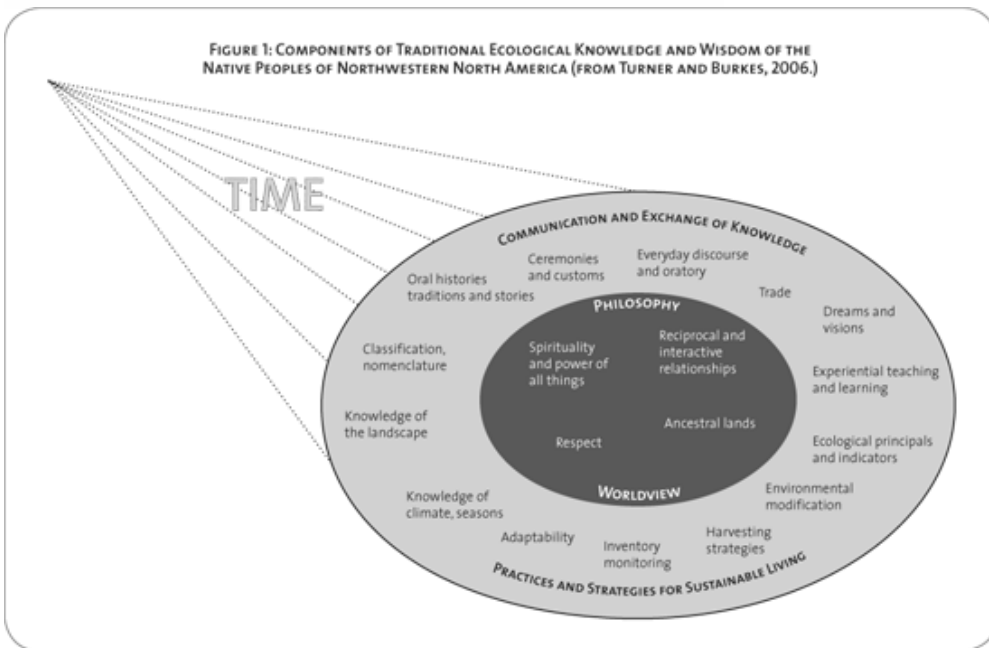 FIGURE 1: COMPONENTS OF TRADITIONAL ECOLOGICAL KNOWLEDGE AND WISDOM OF THE
NATIVE PEOPLES OF NORTHWESTERN NORTH AMERICA (FROM TURNER AND BURKES, 2006.)
TIME
COMMUNICATION AND EXCHANGE OF KNOWLEDGE
Oral histories
traditions and stories
Ceremonies
and customs
Everyday discourse
and oratory
Trade
Dreams and
visions
Classification,
nomenclature
Experiential teaching
and learning
Knowledge of
the landscape
Ecological principals
and indicators
Knowledge of
climate, seasons
Environmental
modification
Adaptability
Inventory
monitoring
Harvesting
strategies
PRACTICES AND STRATEGIES FOR SUSTAINABLE LIVING
PHILOSOPHY
Spirituality
and power of
all things
Reciprocal and
interactive
relationships
Respect
Ancestral lands
WORLDVIEW